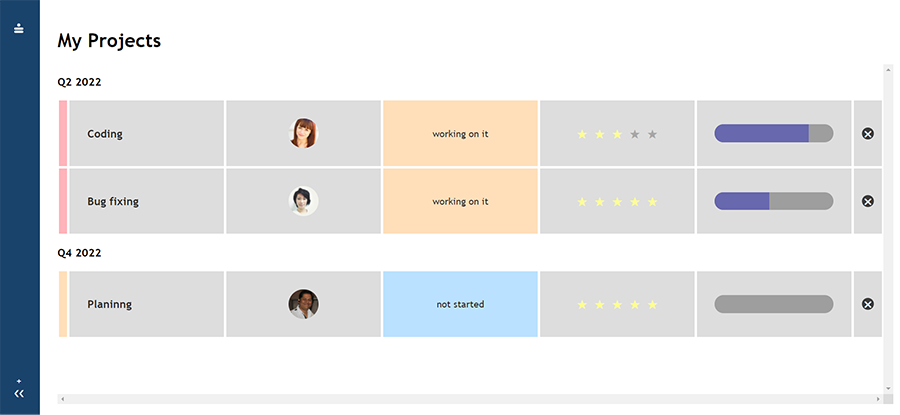 My Projects
Q2 2022
Coding
working on it
Bug fixing
working on it
Q4 2022
Planinng
not started